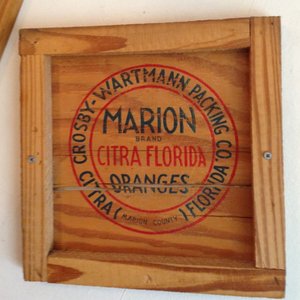 CROSBY-WARTMANN PACKING CO.
MARION
BRAND
CITRA FLORIDA
ORANGES
CITRA (MARION COUNTY) FLORIDA